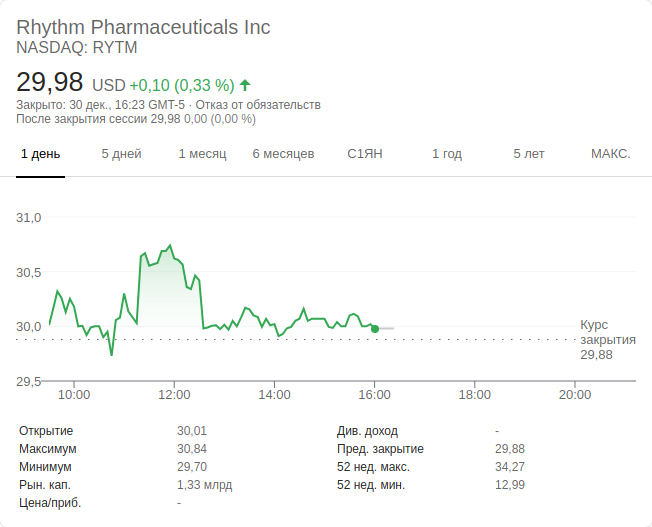 Rhythm Pharmaceuticals Inc
NASDAQ: RYTM
29,98 USD +0,10 (0,33 %)
Закрыто: 30 дек., 16:23 GMT-5 · Отказ от обязательств
После закрытия сессии 29,98 0,00 (0,00 %)
1 день 5 дней 1 месяц 6 месяцев С1ЯН 1 год 5 лет МАКС.
31,0
30,5
30,0
Курс
закрытия
29,88
29,5
10:00 12:00 14:00 16:00 18:00 20:00
Открытие 30,01 Див. доход -
Максимум 30,84 Пред. закрытие 29,88
Минимум 29,70 52 нед. макс. 34,27
Рын. кап. 1,33 млрд 52 нед. мин. 12,99
Цена/приб. -